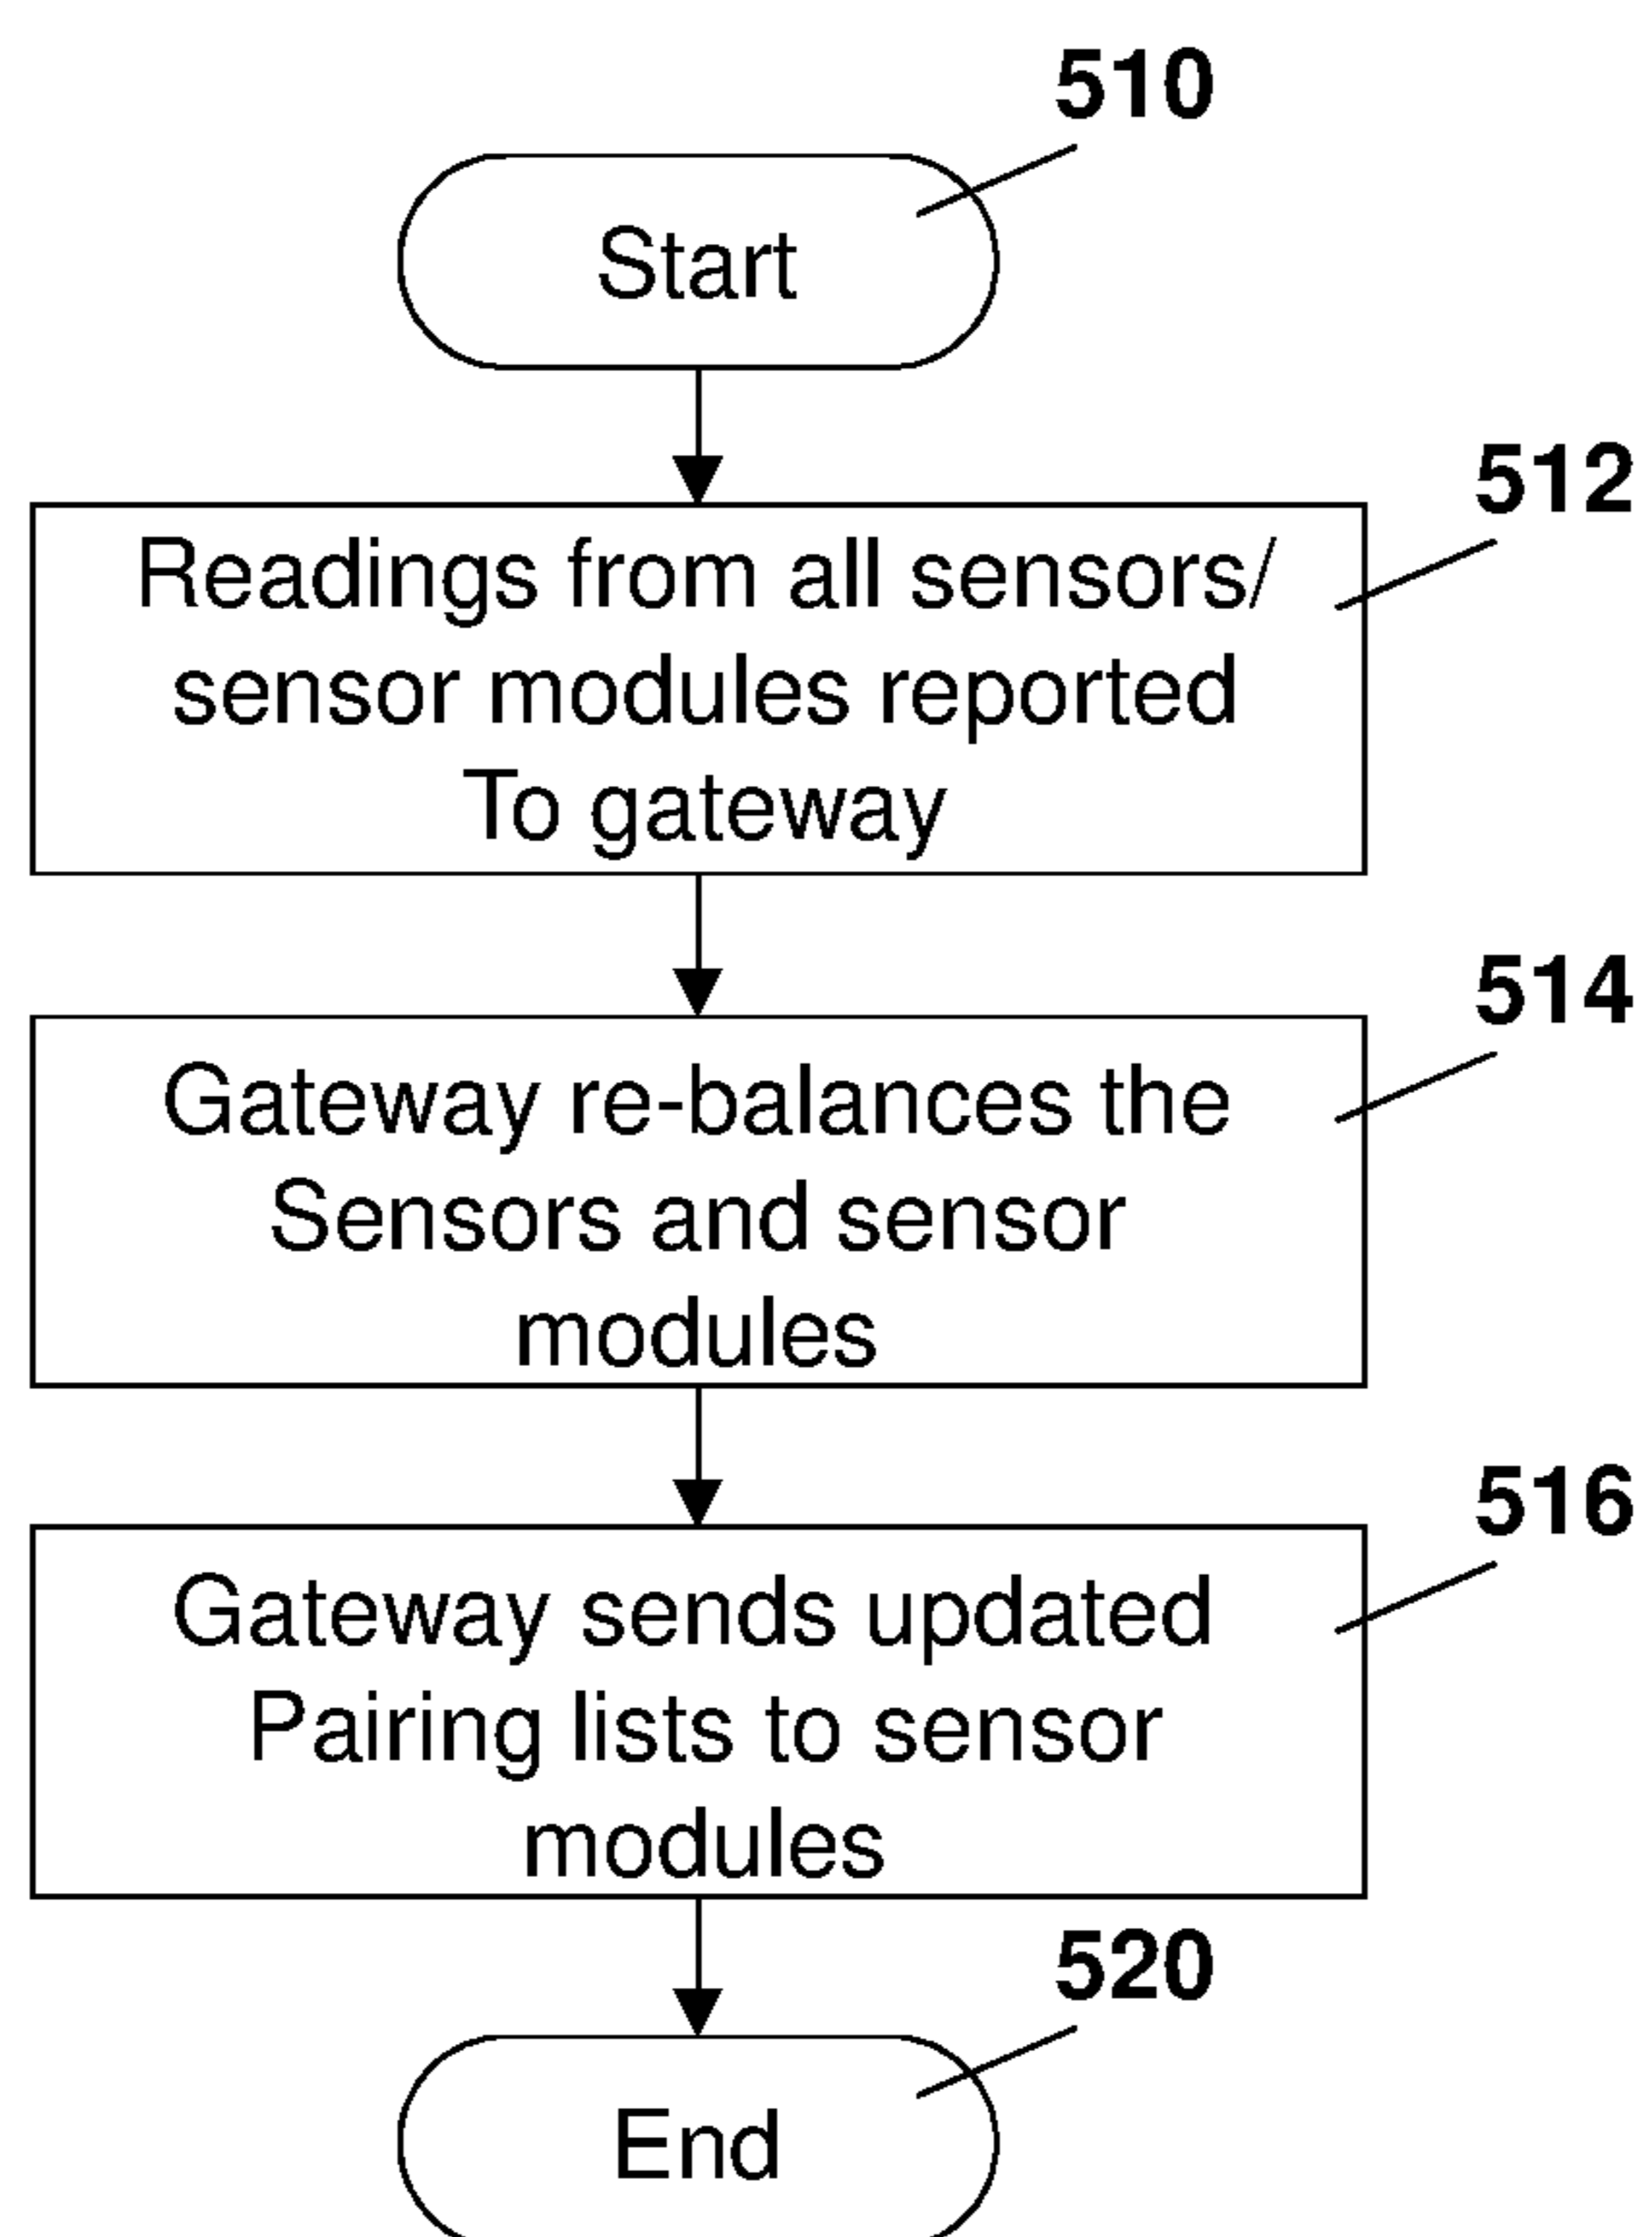 510
Start
512
Readings from all sensors/
sensor modules reported
To gateway
514
Gateway re-balances the
Sensors and sensor
modules
516
Gateway sends updated
Pairing lists to sensor
modules
520
End